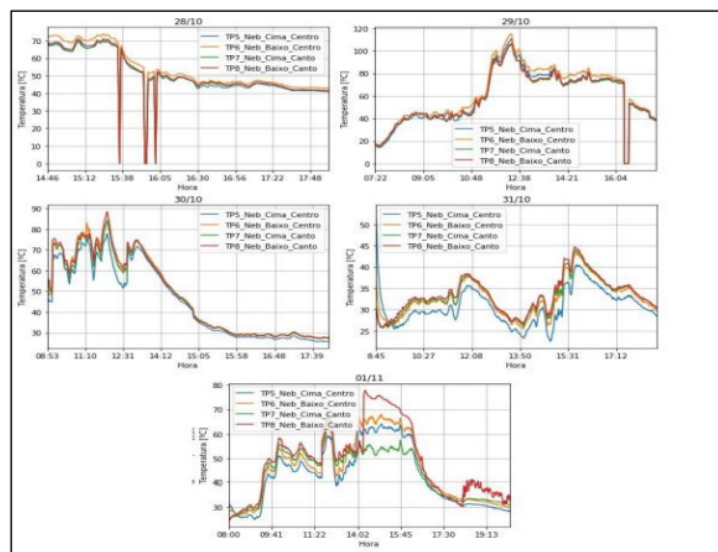 28/10
TP5_Neb_Cima_Centro
TP6_Neb_Baixo_Centro
TP7_Neb_Cima_Canto
TP8_Neb_Baixo_Canto
Temperatura [ºC]
70
60
50
40
30
20
10
0
14:46 15:12 15:38 16:05 16:30 16:56 17:22 17:48
Hora
29/10
TP5_Neb_Cima_Centro
TP6_Neb_Baixo_Centro
TP7_Neb_Cima_Canto
TP8_Neb_Baixo_Canto
Temperatura [ºC]
120
100
80
60
40
20
0
07:22 09:05 10:48 12:38 14:21 16:04
Hora
30/10
TP5_Neb_Cima_Centro
TP6_Neb_Baixo_Centro
TP7_Neb_Cima_Canto
TP8_Neb_Baixo_Canto
Temperatura [ºC]
90
80
70
60
50
40
30
08:53 11:10 12:31 14:12 15:05 15:58 16:48 17:39
Hora
31/10
TP5_Neb_Cima_Centro
TP6_Neb_Baixo_Centro
TP7_Neb_Cima_Canto
TP8_Neb_Baixo_Canto
Temperatura [ºC]
50
45
40
35
30
25
8:45 10:27 12:08 13:50 15:31 17:12
Hora
01/11
TP5_Neb_Cima_Centro
TP6_Neb_Baixo_Centro
TP7_Neb_Cima_Canto
TP8_Neb_Baixo_Canto
Temperatura [ºC]
80
70
60
50
40
30
08:00 09:41 11:22 14:02 15:45 17:30 19:13
Hora